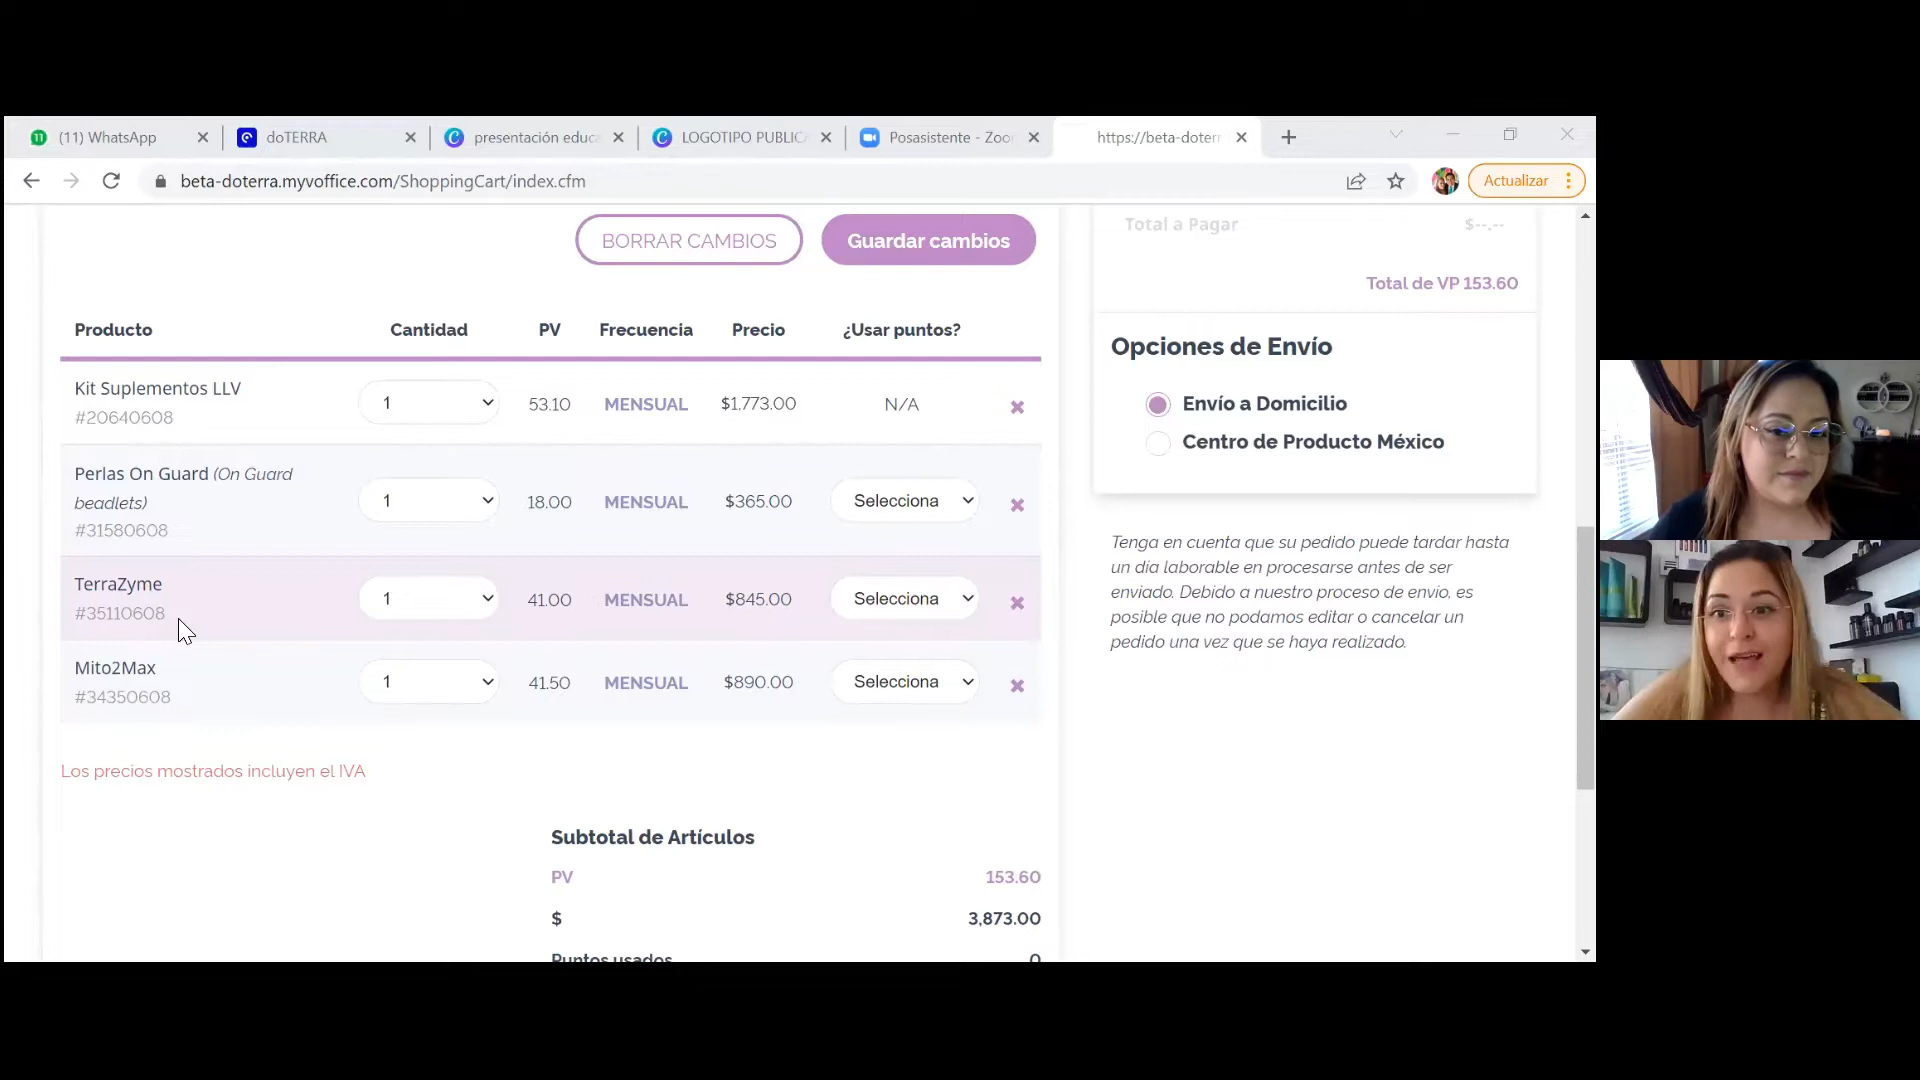 (11) WhatsApp
doTERRA
presentación educa
LOGOTIPO PUBLIC
Posasistente - Zoo
https://beta-doterr
beta-doterra.myvoffice.com/ShoppingCart/index.cfm
Actualizar
BORRAR CAMBIOS
Guardar cambios
Producto Cantidad PV Frecuencia Precio ¿Usar puntos?
Kit Suplementos LLV
#20640608
1 53.10 MENSUAL $1,773.00 N/A
Perlas On Guard (On Guard
beadlets)
#31580608
1 18.00 MENSUAL $365.00 Selecciona
TerraZyme
#35110608
1 41.00 MENSUAL $845.00 Selecciona
Mito2Max
#34350608
1 41.50 MENSUAL $890.00 Selecciona
Los precios mostrados incluyen el IVA
Subtotal de Artículos
PV 153.60
$ 3,873.00
Puntos usados 0
Total a Pagar $--.--
Total de VP 153.60
Opciones de Envío
Envío a Domicilio
Centro de Producto México
Tenga en cuenta que su pedido puede tardar hasta
un día laborable en procesarse antes de ser
enviado. Debido a nuestro proceso de envío, es
posible que no podamos editar o cancelar un
pedido una vez que se haya realizado.